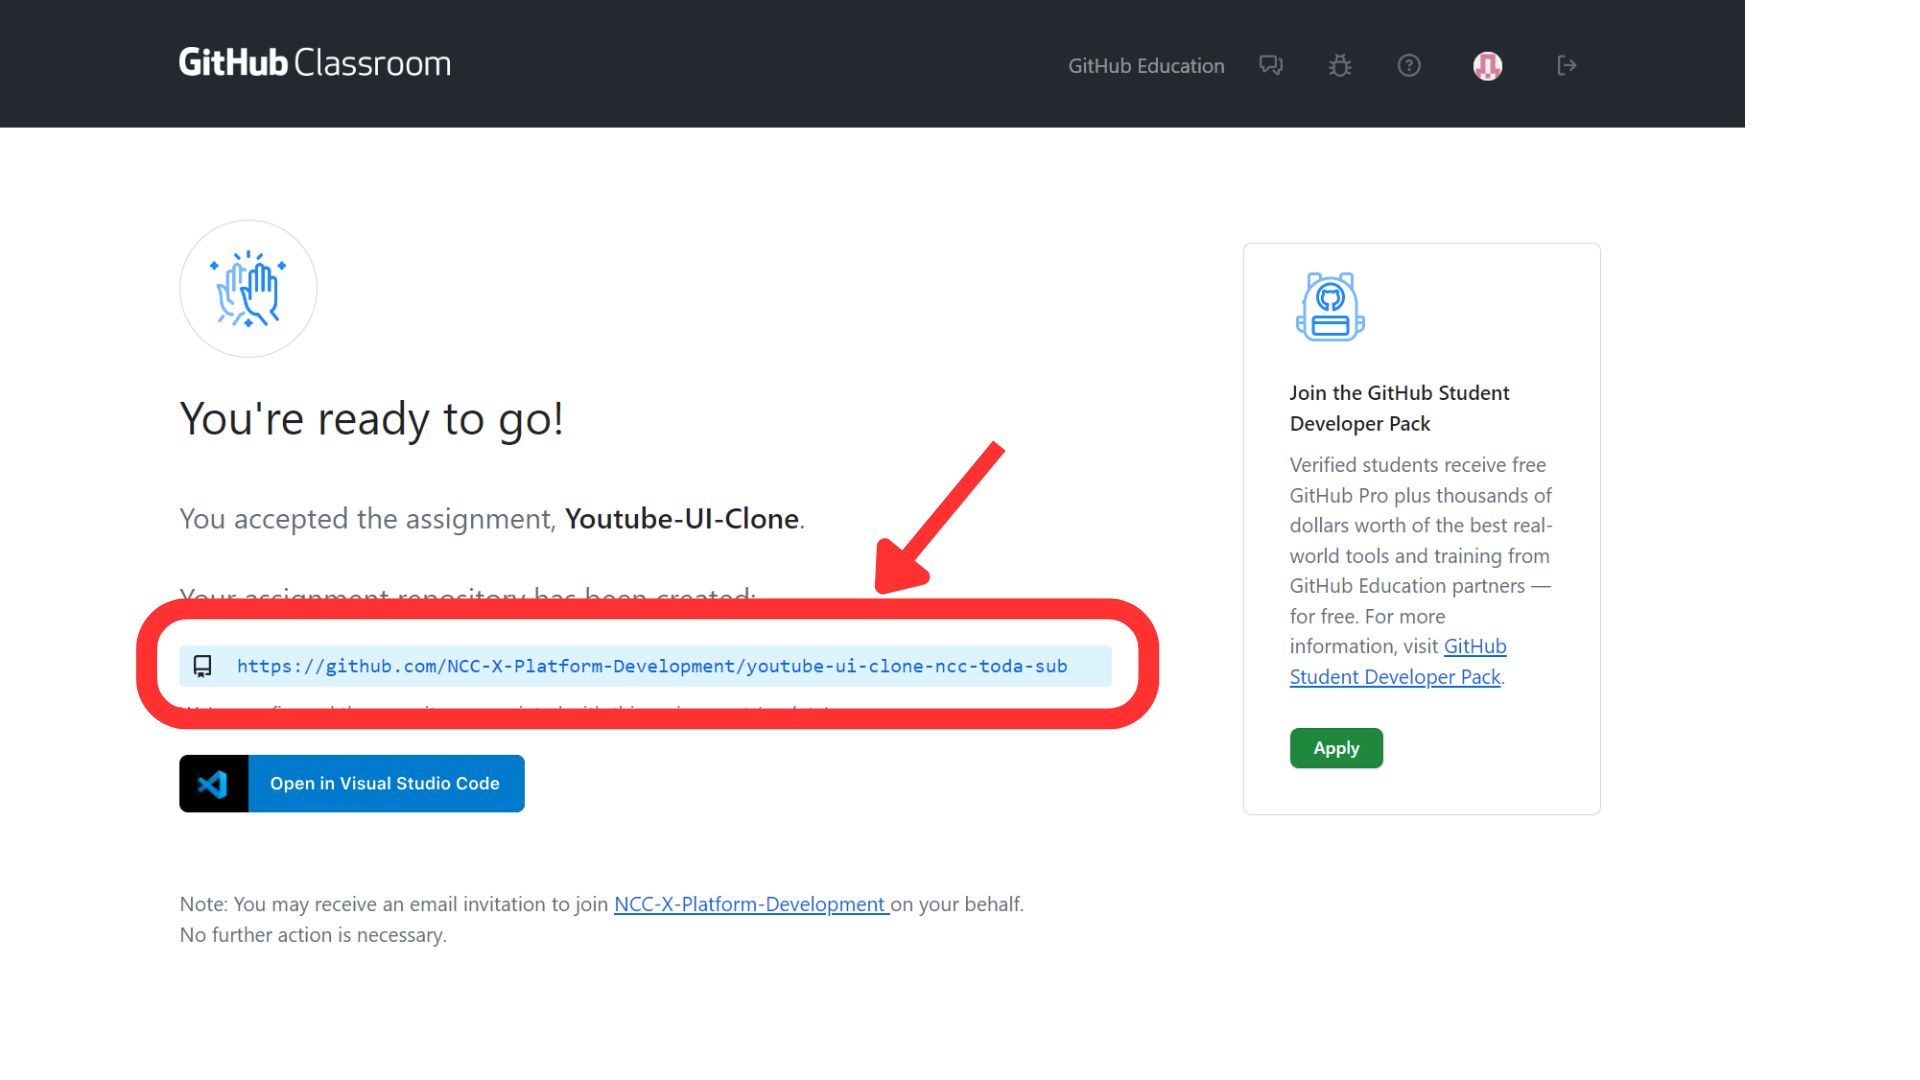 GitHub Classroom
GitHub Education
You're ready to go!
You accepted the assignment, Youtube-UI-Clone.
Your assignment repository has been created:
https://github.com/NCC-X-Platform-Development/youtube-ui-clone-ncc-toda-sub
Open in Visual Studio Code
Note: You may receive an email invitation to join NCC-X-Platform-Development on your behalf.
No further action is necessary.
Join the GitHub Student
Developer Pack
Verified students receive free
GitHub Pro plus thousands of
dollars worth of the best real-
world tools and training from
GitHub Education partners —
for free. For more
information, visit GitHub
Student Developer Pack.
Apply